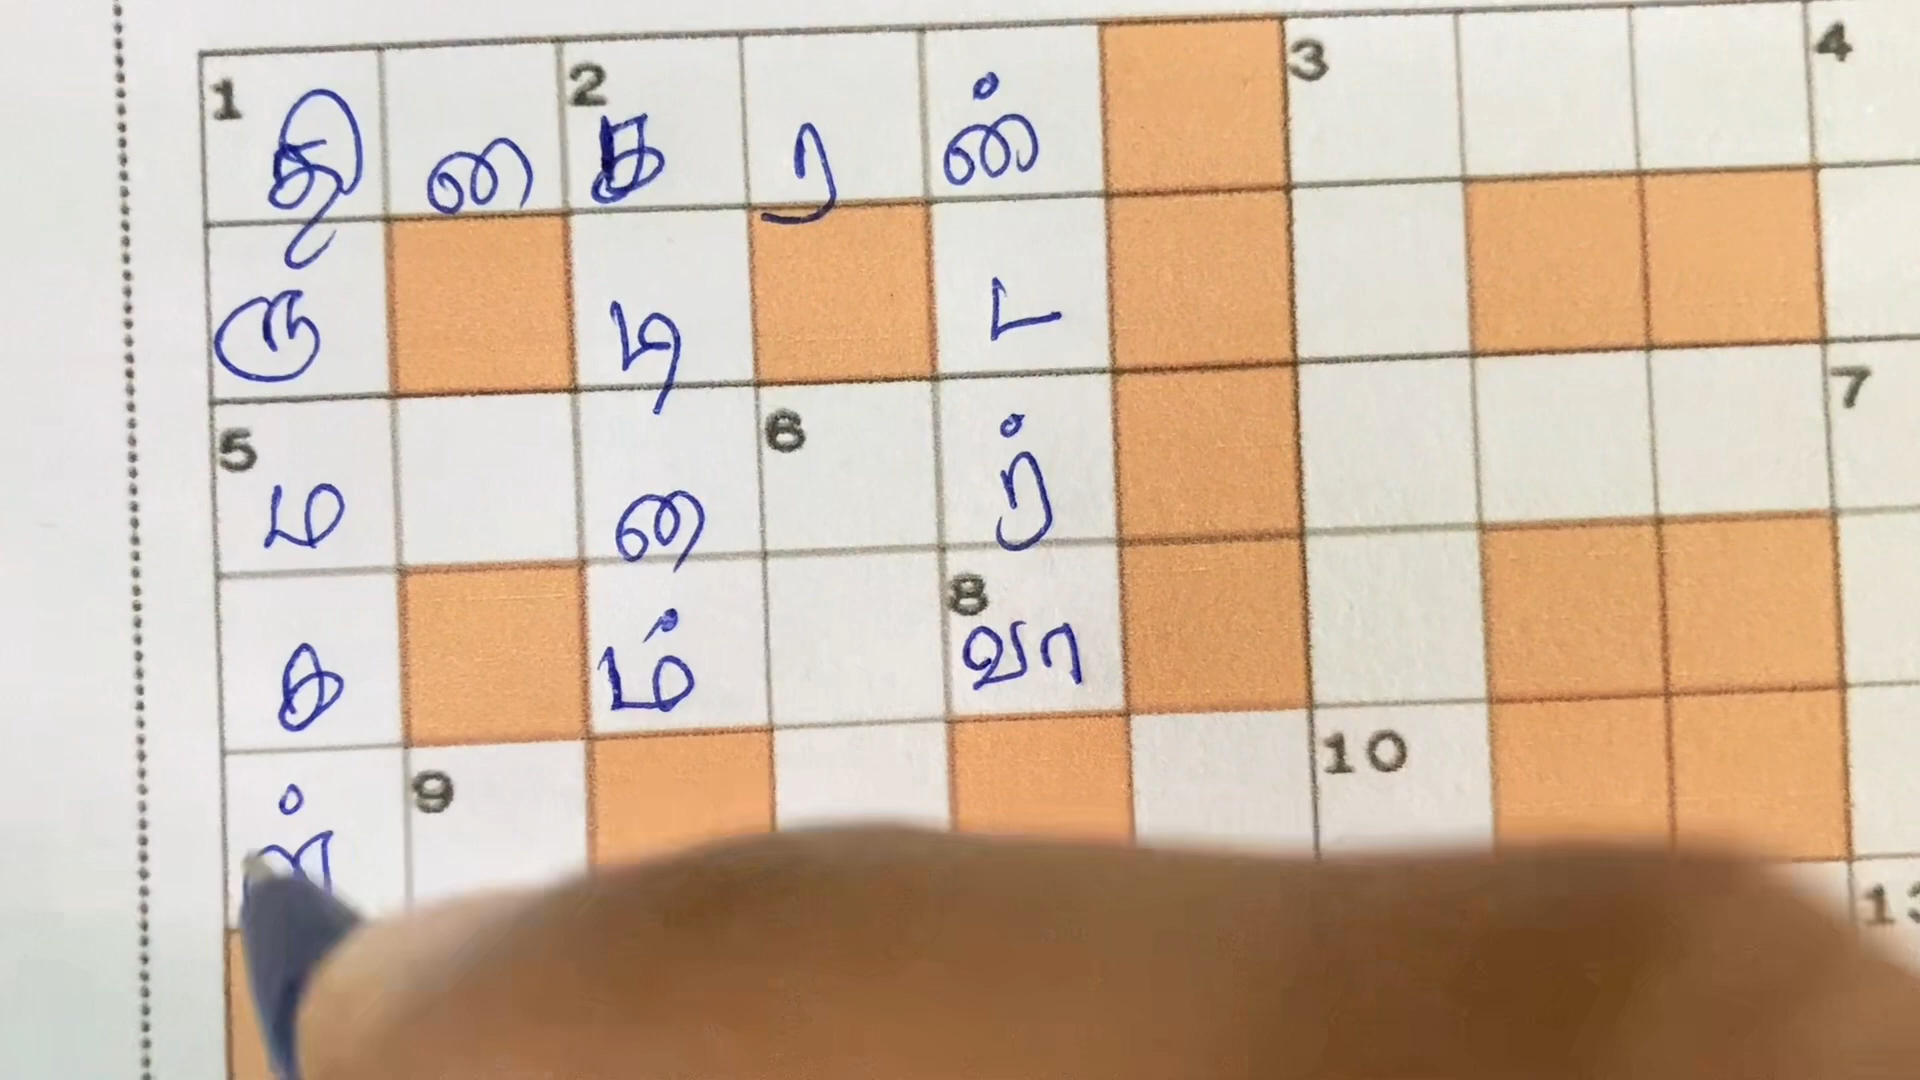 1 தி ன 2 க ர ன் 3 4
ரு டி ட
5 ம ன 6 ர் 7
க ம் 8 வா
ன் 9 10